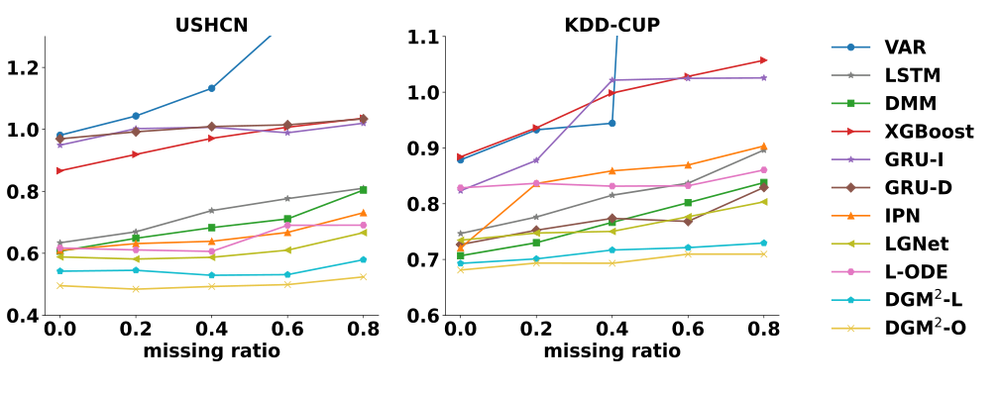 USHCN
1.2
1.0
0.8
0.6
0.4
0.0 0.2 0.4 0.6 0.8
missing ratio
KDD-CUP
1.1
1.0
0.9
0.8
0.7
0.6
0.0 0.2 0.4 0.6 0.8
missing ratio
VAR
LSTM
DMM
XGBoost
GRU-I
GRU-D
IPN
LGNet
L-ODE
DGM²-L
DGM²-O